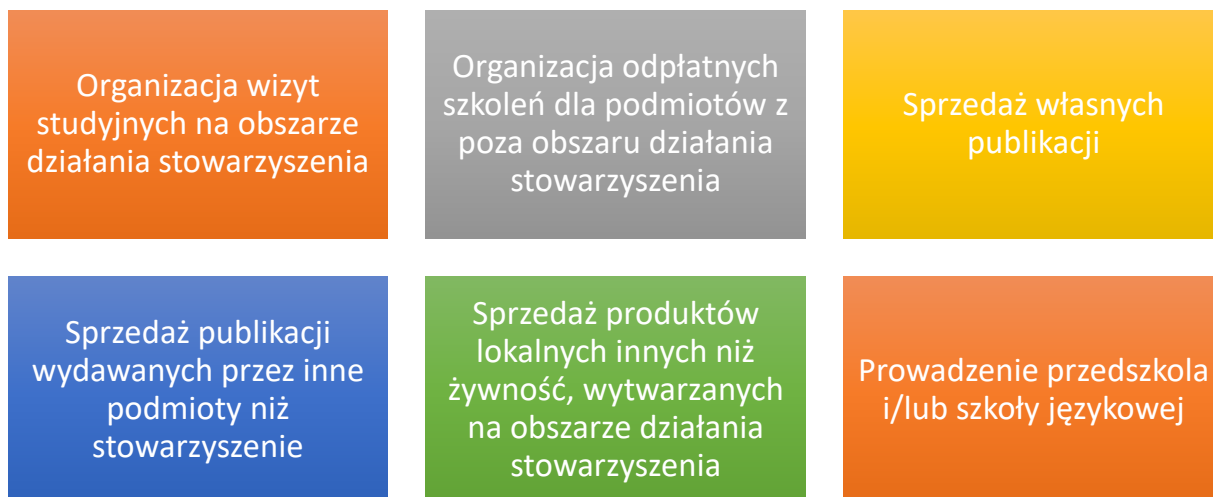 Organizacja wizyt
studyjnych na obszarze
działania stowarzyszenia
Organizacja odpłatnych
szkoleń dla podmiotów z
poza obszaru działania
stowarzyszenia
Sprzedaż własnych
publikacji
Sprzedaż publikacji
wydawanych przez inne
podmioty niż
stowarzyszenie
Sprzedaż produktów
lokalnych innych niż
żywność, wytwarzanych
na obszarze działania
stowarzyszenia
Prowadzenie przedszkola
i/lub szkoły językowej